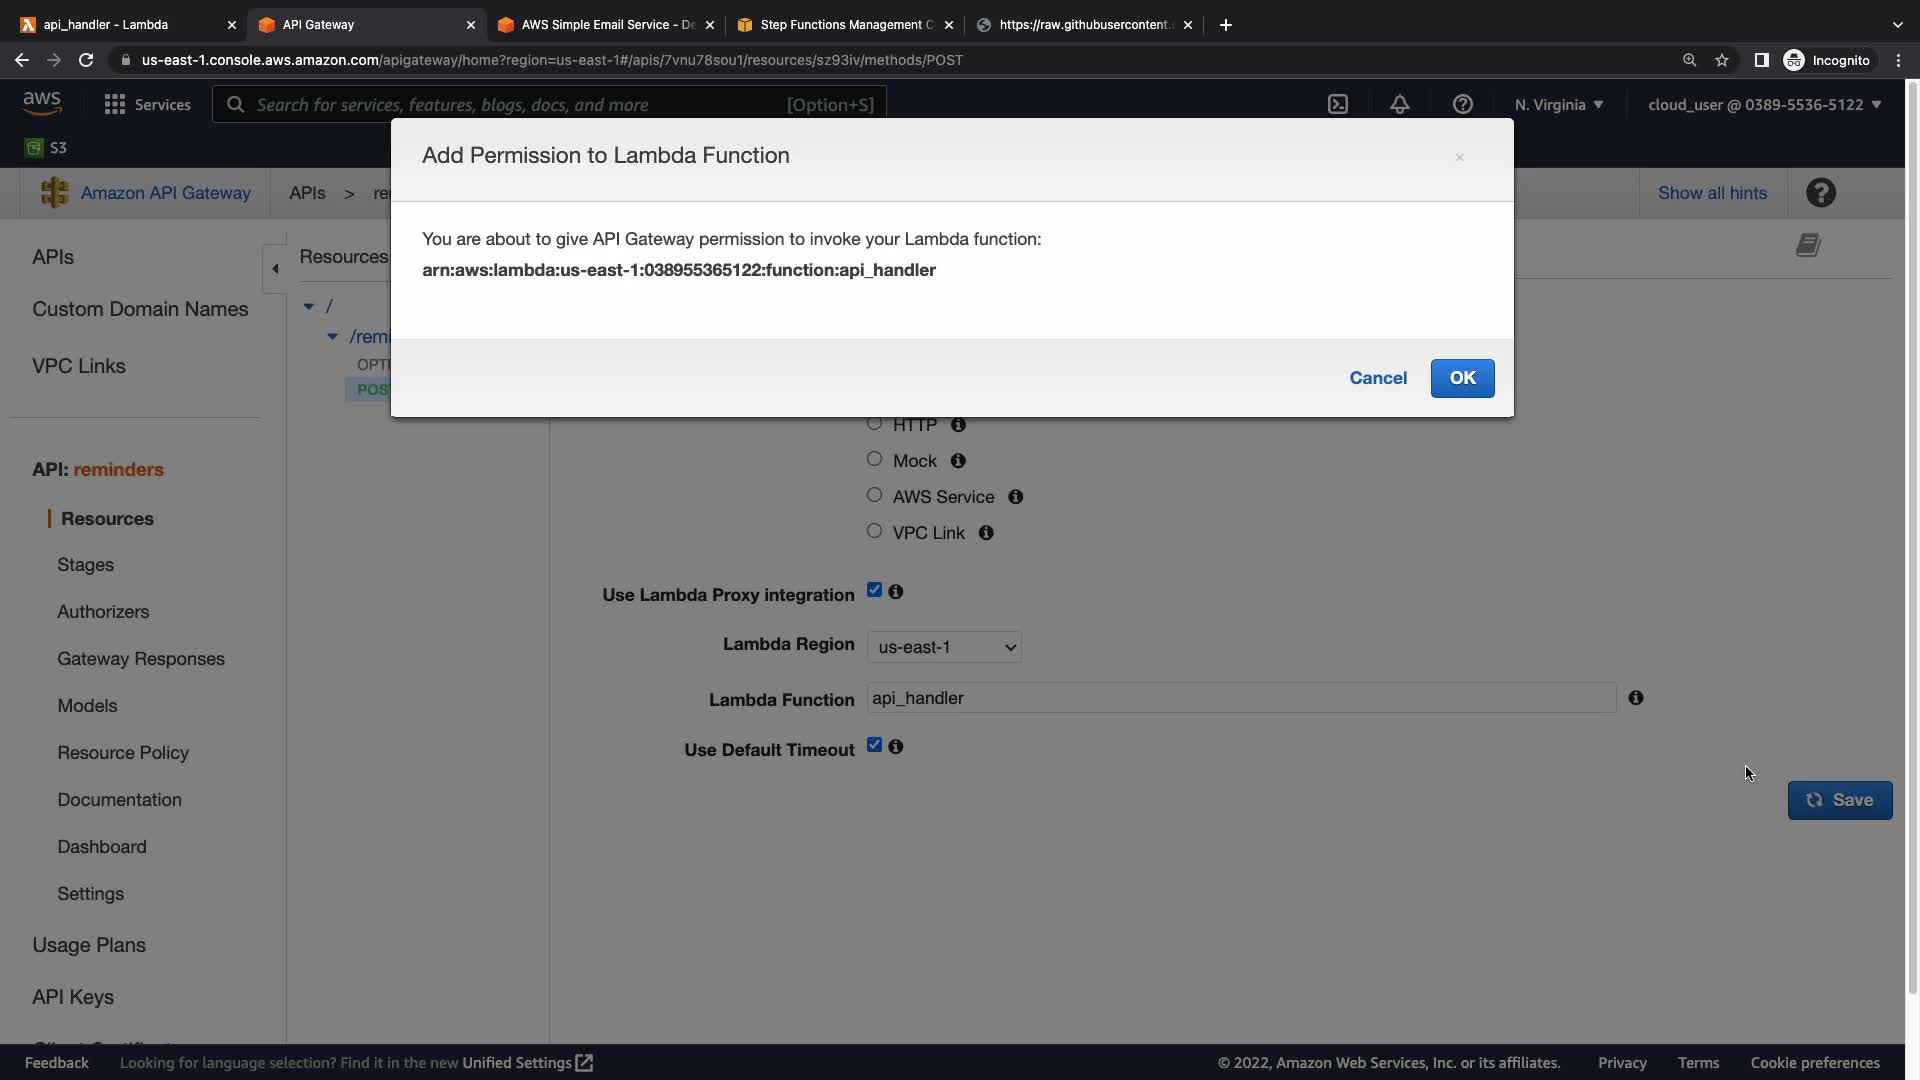 api_handler - Lambda
API Gateway
AWS Simple Email Service - De
Step Functions Management C
https://raw.githubusercontent.
us-east-1.console.aws.amazon.com/apigateway/home?region=us-east-1#/apis/7vnu78sou1/resources/sz93iv/methods/POST
Incognito
aws
Services
Search for services, features, blogs, docs, and more
[Option+S]
N. Virginia
cloud_user @ 0389-5536-5122
S3
Add Permission to Lambda Function
Amazon API Gateway
APIs
>
Show all hints
You are about to give API Gateway permission to invoke your Lambda function:
arn:aws:lambda:us-east-1:038955365122:function:api_handler
Cancel
OK
APIs
Custom Domain Names
VPC Links
API: reminders
Resources
Stages
Authorizers
Gateway Responses
Models
Resource Policy
Documentation
Dashboard
Settings
Usage Plans
API Keys
Resources
/
/remi
OPTI
POS
HTTP
Mock
AWS Service
VPC Link
Use Lambda Proxy integration
Lambda Region
us-east-1
Lambda Function
api_handler
Use Default Timeout
Save
Feedback
Looking for language selection? Find it in the new Unified Settings
© 2022, Amazon Web Services, Inc. or its affiliates.
Privacy
Terms
Cookie preferences